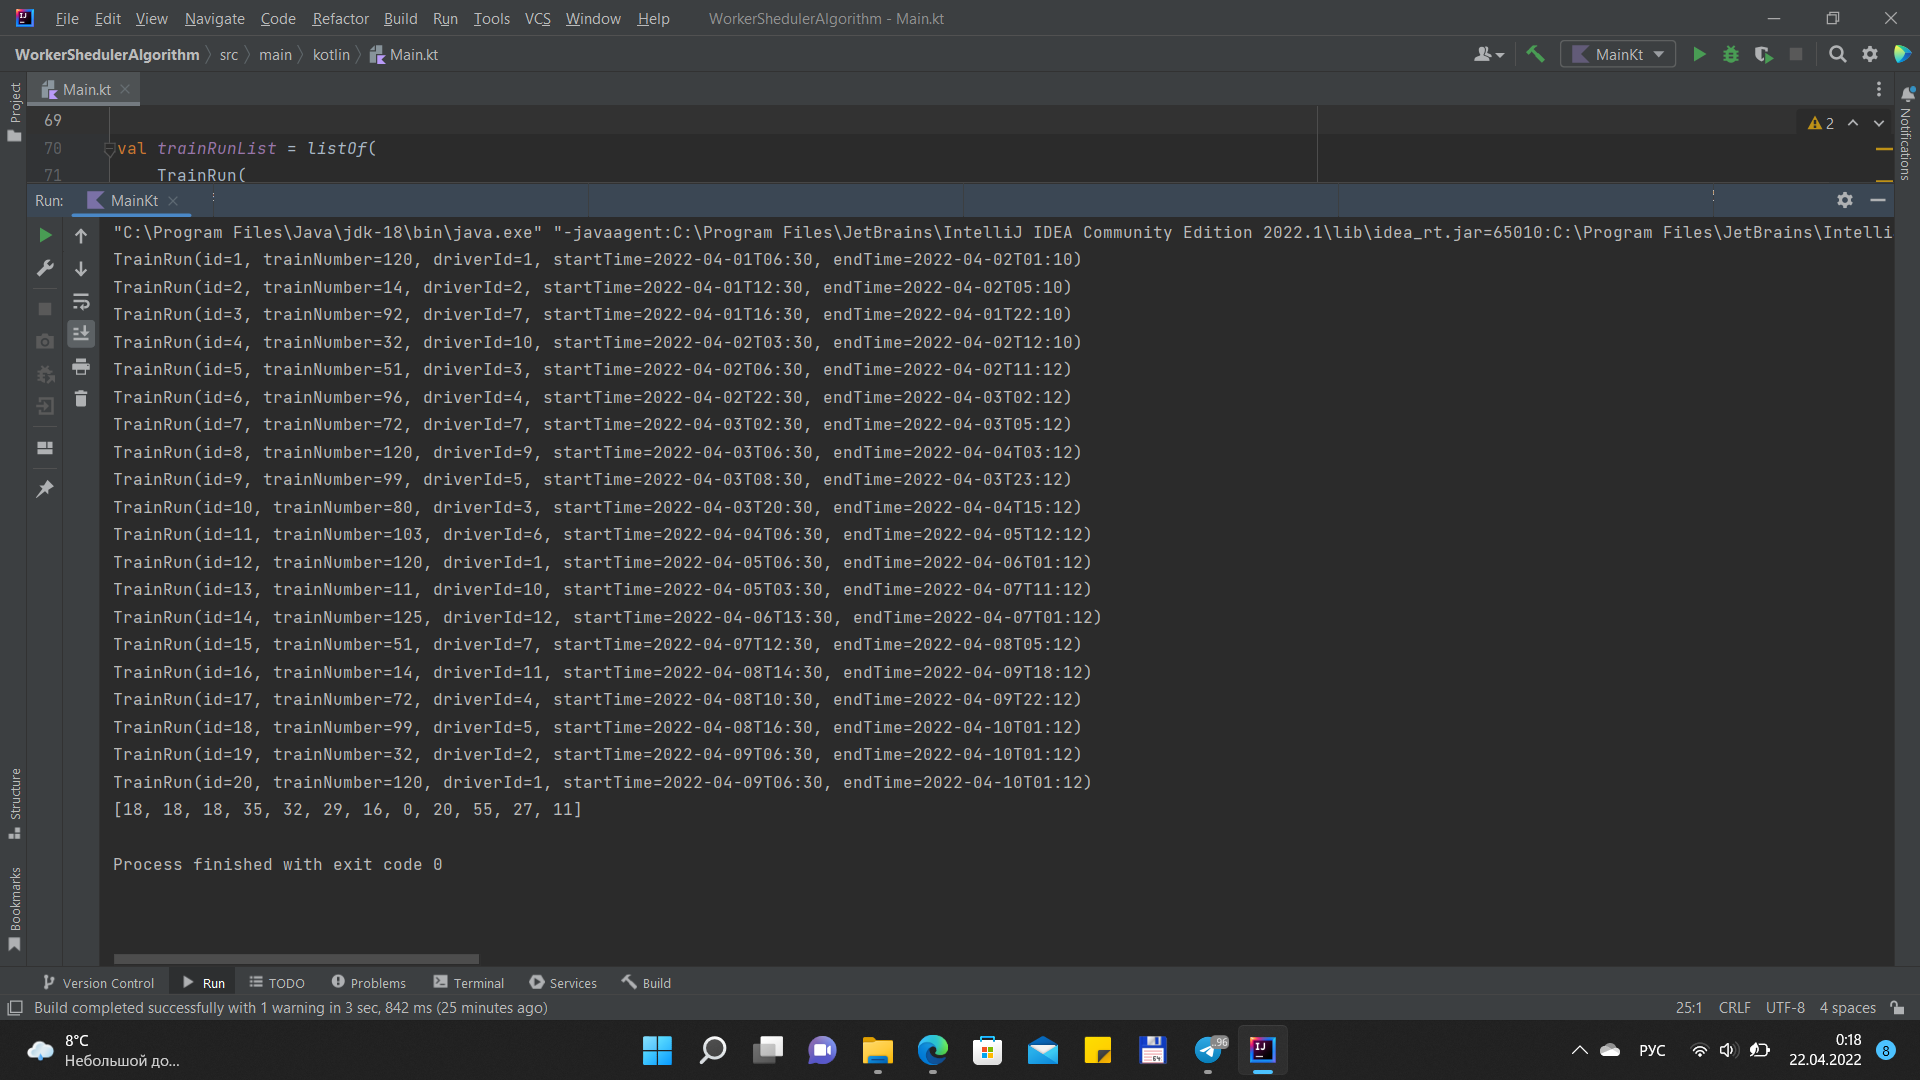 File Edit View Navigate Code Refactor Build Run Tools VCS Window Help WorkerShedulerAlgorithm - Main.kt
WorkerShedulerAlgorithm src main kotlin Main.kt MainKt
Project
Main.kt
Notifications
69
2
70 val trainRunList = listOf(
71 TrainRun(
Run: MainKt
"C:\Program Files\Java\jdk-18\bin\java.exe" "-javaagent:C:\Program Files\JetBrains\IntelliJ IDEA Community Edition 2022.1\lib\idea_rt.jar=65010:C:\Program Files\JetBrains\Intelli
TrainRun(id=1, trainNumber=120, driverId=1, startTime=2022-04-01T06:30, endTime=2022-04-02T01:10)
TrainRun(id=2, trainNumber=14, driverId=2, startTime=2022-04-01T12:30, endTime=2022-04-02T05:10)
TrainRun(id=3, trainNumber=92, driverId=7, startTime=2022-04-01T16:30, endTime=2022-04-01T22:10)
TrainRun(id=4, trainNumber=32, driverId=10, startTime=2022-04-02T03:30, endTime=2022-04-02T12:10)
TrainRun(id=5, trainNumber=51, driverId=3, startTime=2022-04-02T06:30, endTime=2022-04-02T11:12)
TrainRun(id=6, trainNumber=96, driverId=4, startTime=2022-04-02T22:30, endTime=2022-04-03T02:12)
TrainRun(id=7, trainNumber=72, driverId=7, startTime=2022-04-03T02:30, endTime=2022-04-03T05:12)
TrainRun(id=8, trainNumber=120, driverId=9, startTime=2022-04-03T06:30, endTime=2022-04-04T03:12)
TrainRun(id=9, trainNumber=99, driverId=5, startTime=2022-04-03T08:30, endTime=2022-04-03T23:12)
TrainRun(id=10, trainNumber=80, driverId=3, startTime=2022-04-03T20:30, endTime=2022-04-04T15:12)
TrainRun(id=11, trainNumber=103, driverId=6, startTime=2022-04-04T06:30, endTime=2022-04-05T12:12)
TrainRun(id=12, trainNumber=120, driverId=1, startTime=2022-04-05T06:30, endTime=2022-04-06T01:12)
TrainRun(id=13, trainNumber=11, driverId=10, startTime=2022-04-05T03:30, endTime=2022-04-07T11:12)
TrainRun(id=14, trainNumber=125, driverId=12, startTime=2022-04-06T13:30, endTime=2022-04-07T01:12)
TrainRun(id=15, trainNumber=51, driverId=7, startTime=2022-04-07T12:30, endTime=2022-04-08T05:12)
TrainRun(id=16, trainNumber=14, driverId=11, startTime=2022-04-08T14:30, endTime=2022-04-09T18:12)
TrainRun(id=17, trainNumber=72, driverId=4, startTime=2022-04-08T10:30, endTime=2022-04-09T22:12)
TrainRun(id=18, trainNumber=99, driverId=5, startTime=2022-04-08T16:30, endTime=2022-04-10T01:12)
TrainRun(id=19, trainNumber=32, driverId=2, startTime=2022-04-09T06:30, endTime=2022-04-10T01:12)
TrainRun(id=20, trainNumber=120, driverId=1, startTime=2022-04-09T06:30, endTime=2022-04-10T01:12)
[18, 18, 18, 35, 32, 29, 16, 0, 20, 55, 27, 11]
Process finished with exit code 0
Structure
Bookmarks
Version Control Run TODO Problems Terminal Services Build
Build completed successfully with 1 warning in 3 sec, 842 ms (25 minutes ago) 25:1 CRLF UTF-8 4 spaces
8°C
Небольшой до...
64
96
РУС
0:18
22.04.2022
8